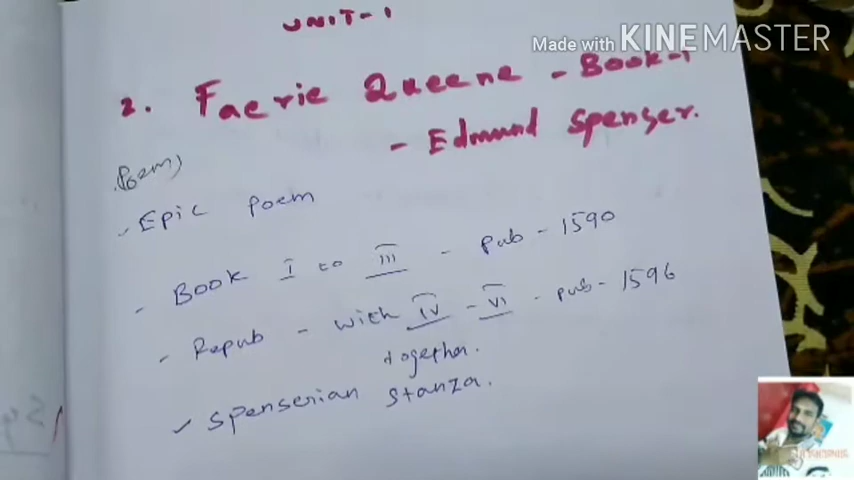 UNIT-1
Made with KINEMASTER
2. Faerie Queene - Book-1
- Edmund Spenser.
Poem)
- Epic Poem
- Book I to III - pub - 1590
- Repub - with IV - VI - pub - 1596
together.
- Spenserian Stanza.